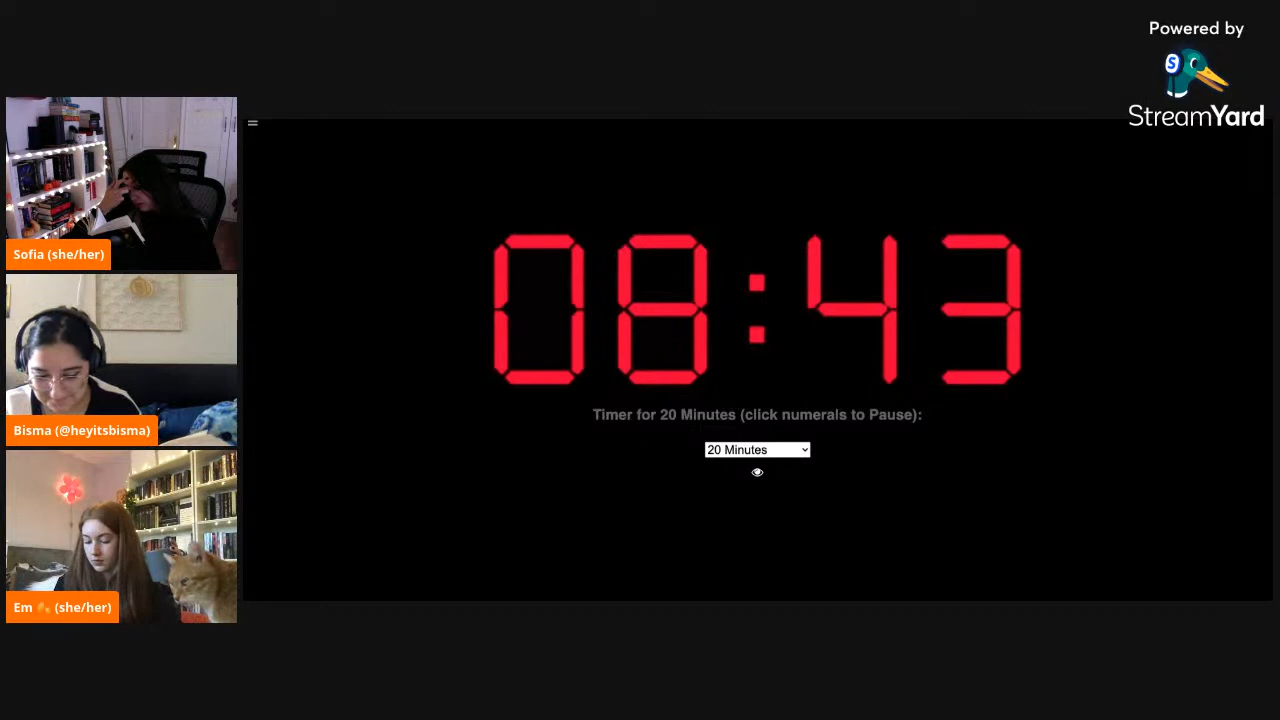 Powered by
S
StreamYard
Sofia (she/her)
Bisma (@heyitsbisma)
Em 🍂 (she/her)
08:43
Timer for 20 Minutes (click numerals to Pause):
20 Minutes